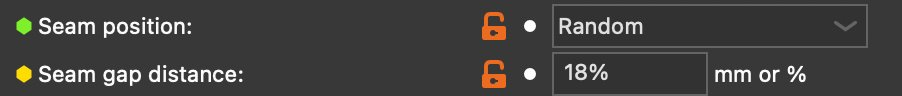 Seam position: Random
Seam gap distance: 18% mm or %